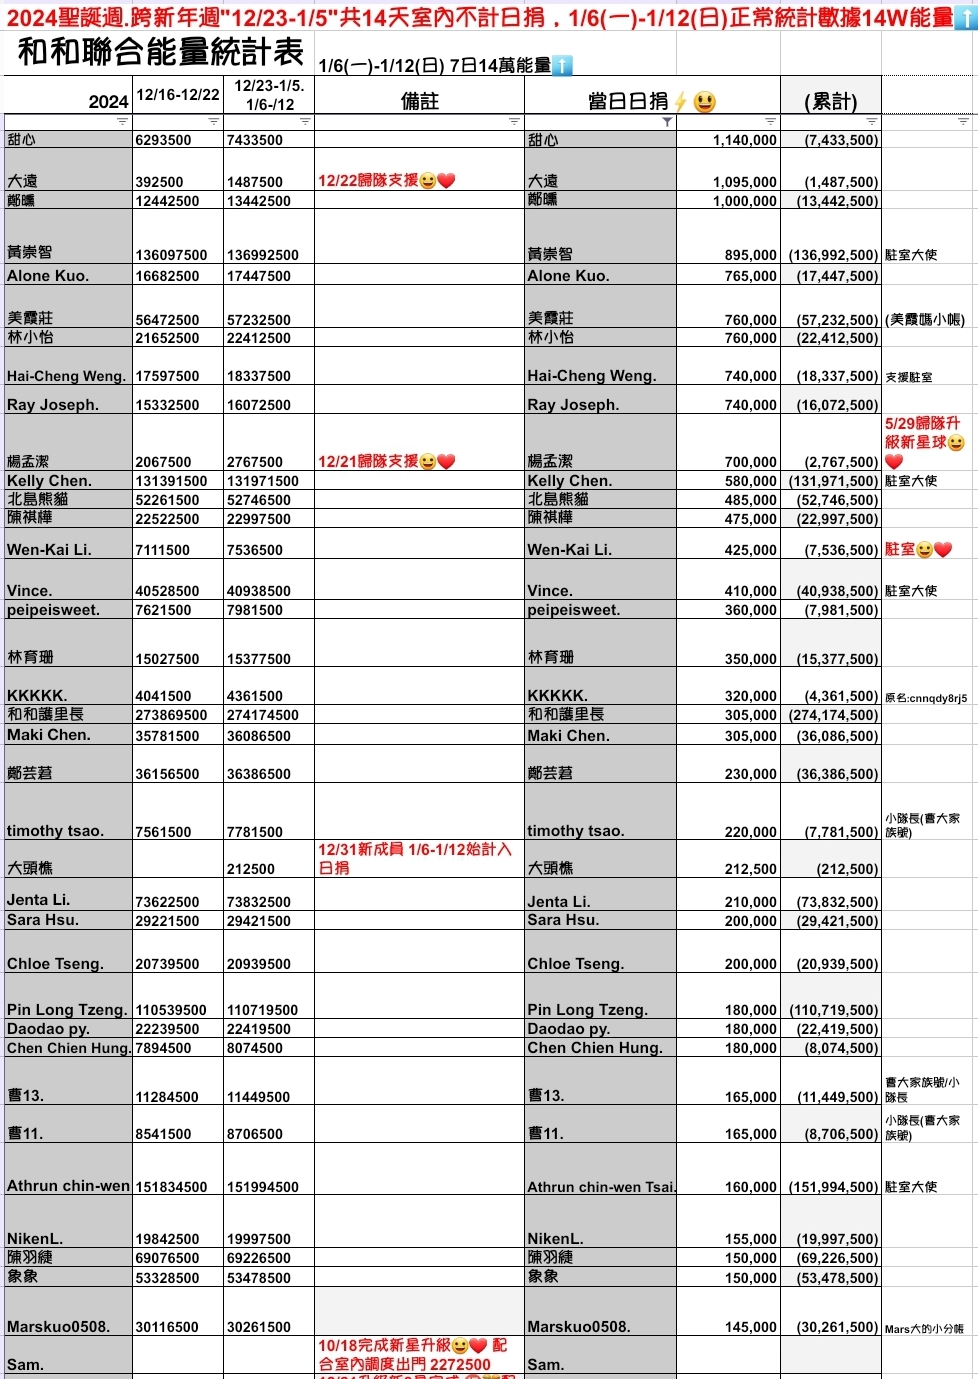 2024聖誕週.跨新年週"12/23-1/5"共14天室內不計日捐，1/6(一)-1/12(日)正常統計數據14W能量⬆️
和和聯合能量統計表 1/6(一)-1/12(日) 7日14萬能量⬆️
2024 12/16-12/22 12/23-1/5. 1/6-/12 備註 當日日捐⚡😃 (累計)
甜心 6293500 7433500 甜心 1,140,000 (7,433,500)
大遠 392500 1487500 12/22歸隊支援😀❤️ 大遠 1,095,000 (1,487,500)
鄭曛 12442500 13442500 鄭曛 1,000,000 (13,442,500)
黃崇智 136097500 136992500 黃崇智 895,000 (136,992,500) 駐室大使
Alone Kuo. 16682500 17447500 Alone Kuo. 765,000 (17,447,500)
美霞莊 56472500 57232500 美霞莊 760,000 (57,232,500) (美霞媽小帳)
林小怡 21652500 22412500 林小怡 760,000 (22,412,500)
Hai-Cheng Weng. 17597500 18337500 Hai-Cheng Weng. 740,000 (18,337,500) 支援駐室
Ray Joseph. 15332500 16072500 Ray Joseph. 740,000 (16,072,500)
楊孟潔 2067500 2767500 12/21歸隊支援😀❤️ 楊孟潔 700,000 (2,767,500) 5/29歸隊升級新星球😀❤️
Kelly Chen. 131391500 131971500 Kelly Chen. 580,000 (131,971,500) 駐室大使
北島熊貓 52261500 52746500 北島熊貓 485,000 (52,746,500)
陳祺樺 22522500 22997500 陳祺樺 475,000 (22,997,500)
Wen-Kai Li. 7111500 7536500 Wen-Kai Li. 425,000 (7,536,500) 駐室😀❤️
Vince. 40528500 40938500 Vince. 410,000 (40,938,500) 駐室大使
peipeisweet. 7621500 7981500 peipeisweet. 360,000 (7,981,500)
林育珊 15027500 15377500 林育珊 350,000 (15,377,500)
KKKKK. 4041500 4361500 KKKKK. 320,000 (4,361,500) 原名:cnnqdy8rj5
和和護里長 273869500 274174500 和和護里長 305,000 (274,174,500)
Maki Chen. 35781500 36086500 Maki Chen. 305,000 (36,086,500)
鄭芸莙 36156500 36386500 鄭芸莙 230,000 (36,386,500)
timothy tsao. 7561500 7781500 timothy tsao. 220,000 (7,781,500) 小隊長(曹大家族號)
大頭樵 212500 12/31新成員 1/6-1/12始計入日捐 大頭樵 212,500 (212,500)
Jenta Li. 73622500 73832500 Jenta Li. 210,000 (73,832,500)
Sara Hsu. 29221500 29421500 Sara Hsu. 200,000 (29,421,500)
Chloe Tseng. 20739500 20939500 Chloe Tseng. 200,000 (20,939,500)
Pin Long Tzeng. 110539500 110719500 Pin Long Tzeng. 180,000 (110,719,500)
Daodao py. 22239500 22419500 Daodao py. 180,000 (22,419,500)
Chen Chien Hung. 7894500 8074500 Chen Chien Hung. 180,000 (8,074,500)
曹13. 11284500 11449500 曹13. 165,000 (11,449,500) 曹大家族號/小隊長
曹11. 8541500 8706500 曹11. 165,000 (8,706,500) 小隊長(曹大家族號)
Athrun chin-wen 151834500 151994500 Athrun chin-wen Tsai. 160,000 (151,994,500) 駐室大使
NikenL. 19842500 19997500 NikenL. 155,000 (19,997,500)
陳羽緁 69076500 69226500 陳羽緁 150,000 (69,226,500)
象象 53328500 53478500 象象 150,000 (53,478,500)
Marskuo0508. 30116500 30261500 Marskuo0508. 145,000 (30,261,500) Mars大的小分帳
Sam. 10/18完成新星升級😀❤️ 配合室內調度出門 2272500 Sam.